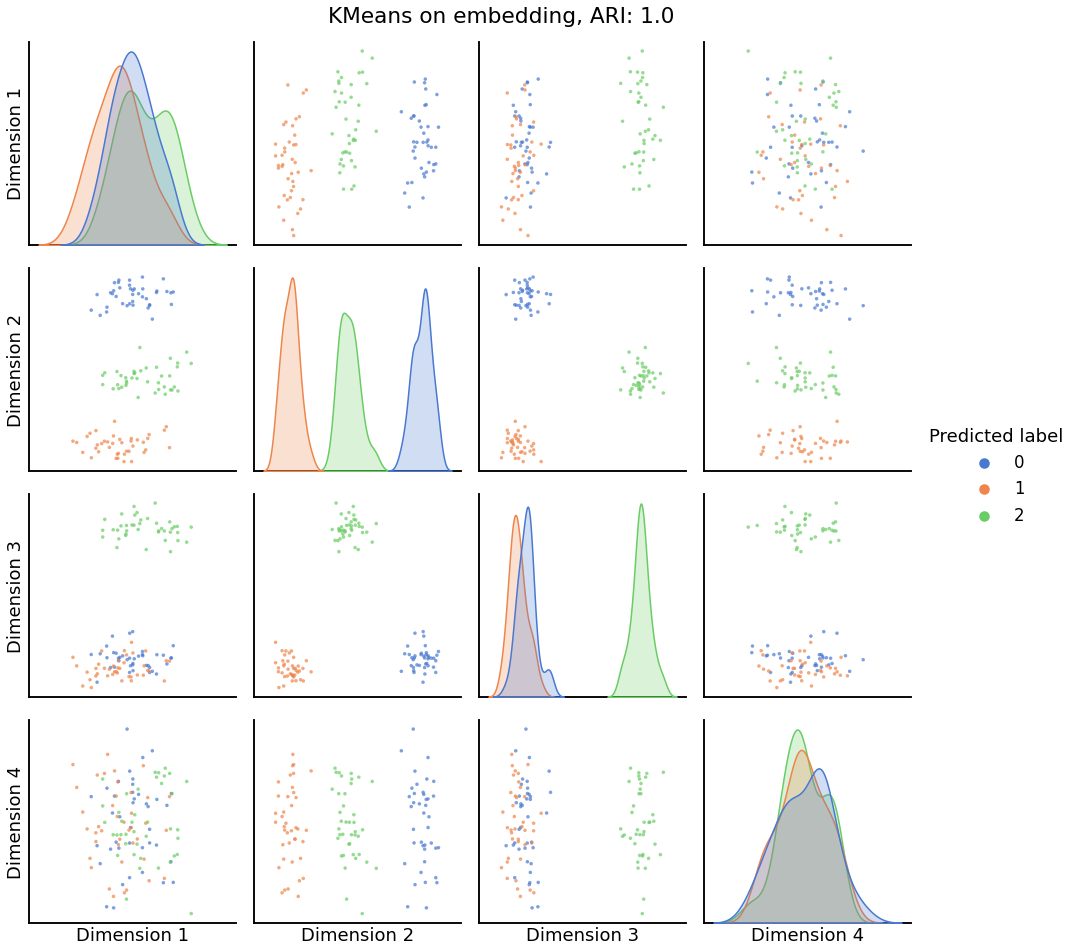 KMeans on embedding, ARI: 1.0
Dimension 1
Dimension 2
Dimension 3
Dimension 4
Predicted label
0
1
2
Dimension 1
Dimension 2
Dimension 3
Dimension 4